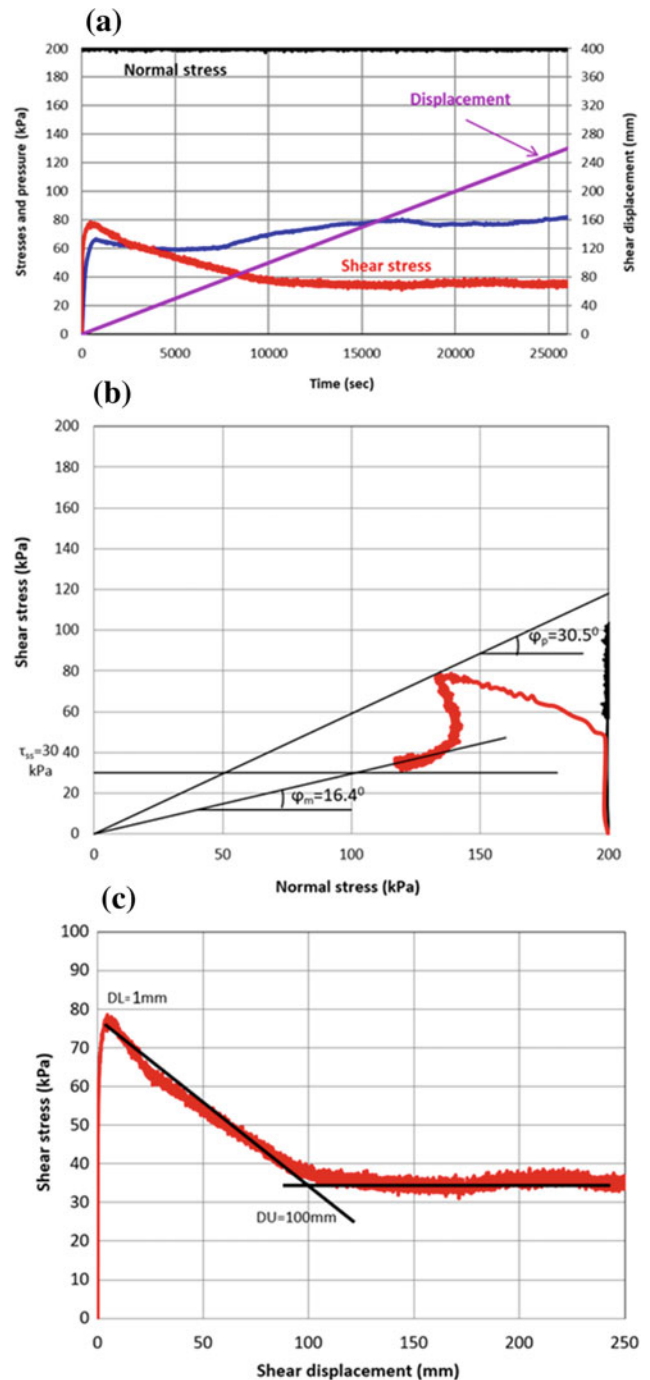 (a)
200
180
160
140
120
100
80
60
40
20
0
Stresses and pressure (kPa)
Normal stress
Displacement
Shear stress
400
360
320
280
240
200
160
120
80
40
0
Shear displacement (mm)
0 5000 10000 15000 20000 25000
Time (sec)
(b)
200
180
160
140
120
100
80
60
40
20
0
Shear stress (kPa)
τss=30
kPa
φp=30.5⁰
φm=16.4⁰
0 50 100 150 200
Normal stress (kPa)
(c)
100
90
80
70
60
50
40
30
20
10
0
Shear stress (kPa)
DL=1mm
DU=100mm
0 50 100 150 200 250
Shear displacement (mm)